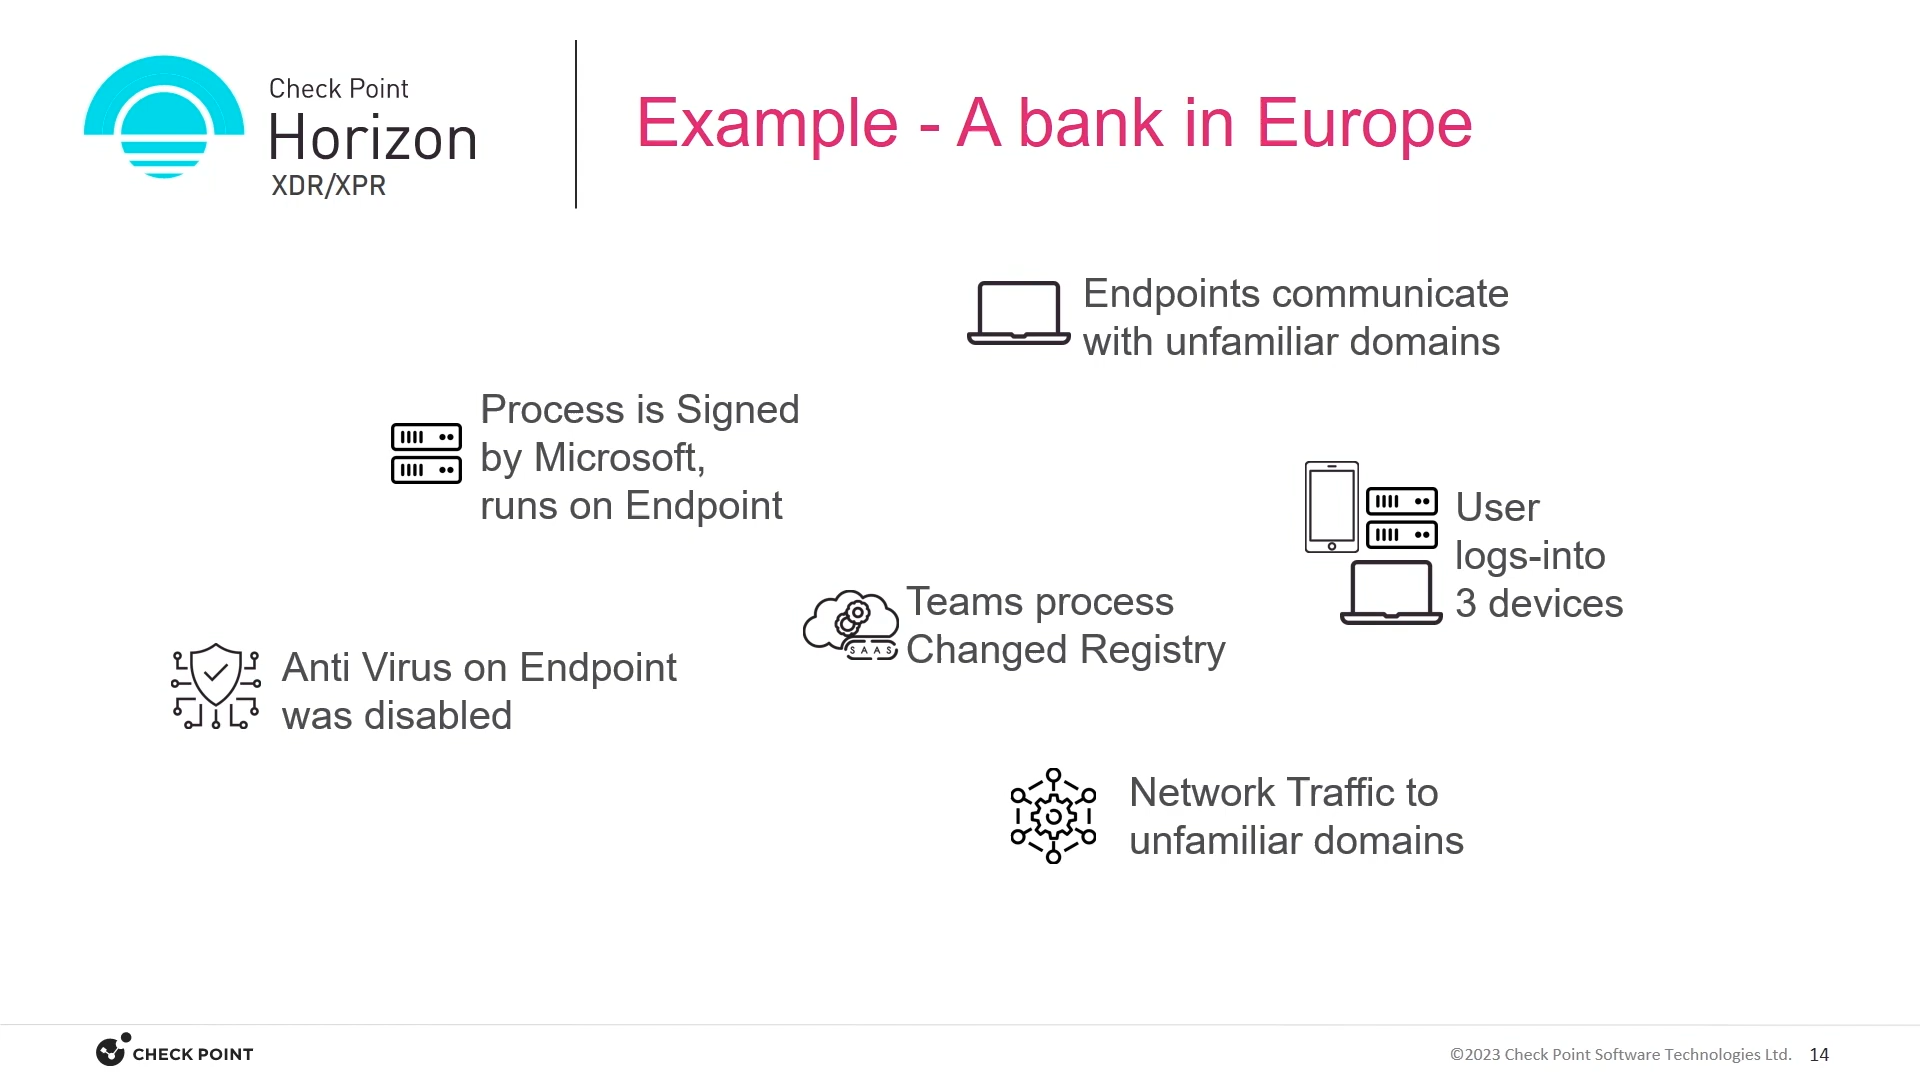 Check Point
Horizon
XDR/XPR
Example - A bank in Europe
Endpoints communicate
with unfamiliar domains
Process is Signed
by Microsoft,
runs on Endpoint
User
logs-into
3 devices
Teams process
Changed Registry
SAAS
Anti Virus on Endpoint
was disabled
Network Traffic to
unfamiliar domains
CHECK POINT
©2023 Check Point Software Technologies Ltd. 14